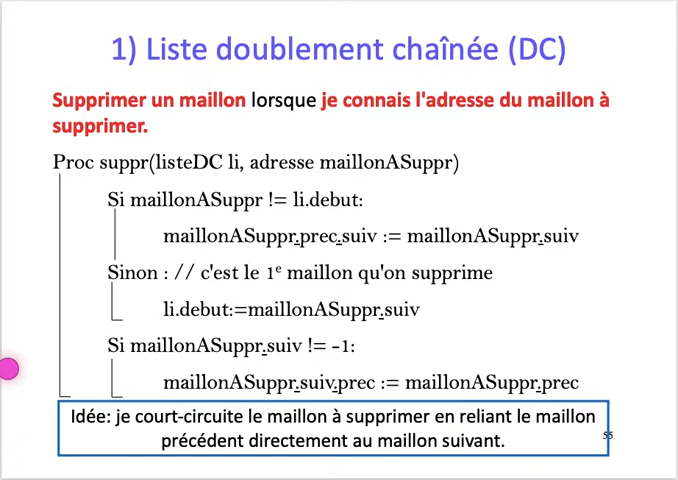 1) Liste doublement chaînée (DC)
Supprimer un maillon lorsque je connais l'adresse du maillon à
supprimer.
Proc suppr(listeDC li, adresse maillonASuppr)
Si maillonASuppr != li.debut:
maillonASuppr.prec.suiv := maillonASuppr.suiv
Sinon : // c'est le 1e maillon qu'on supprime
li.debut:=maillonASuppr.suiv
Si maillonASuppr.suiv != -1:
maillonASuppr.suiv.prec := maillonASuppr.prec
Idée: je court-circuite le maillon à supprimer en reliant le maillon
précédent directement au maillon suivant.
55